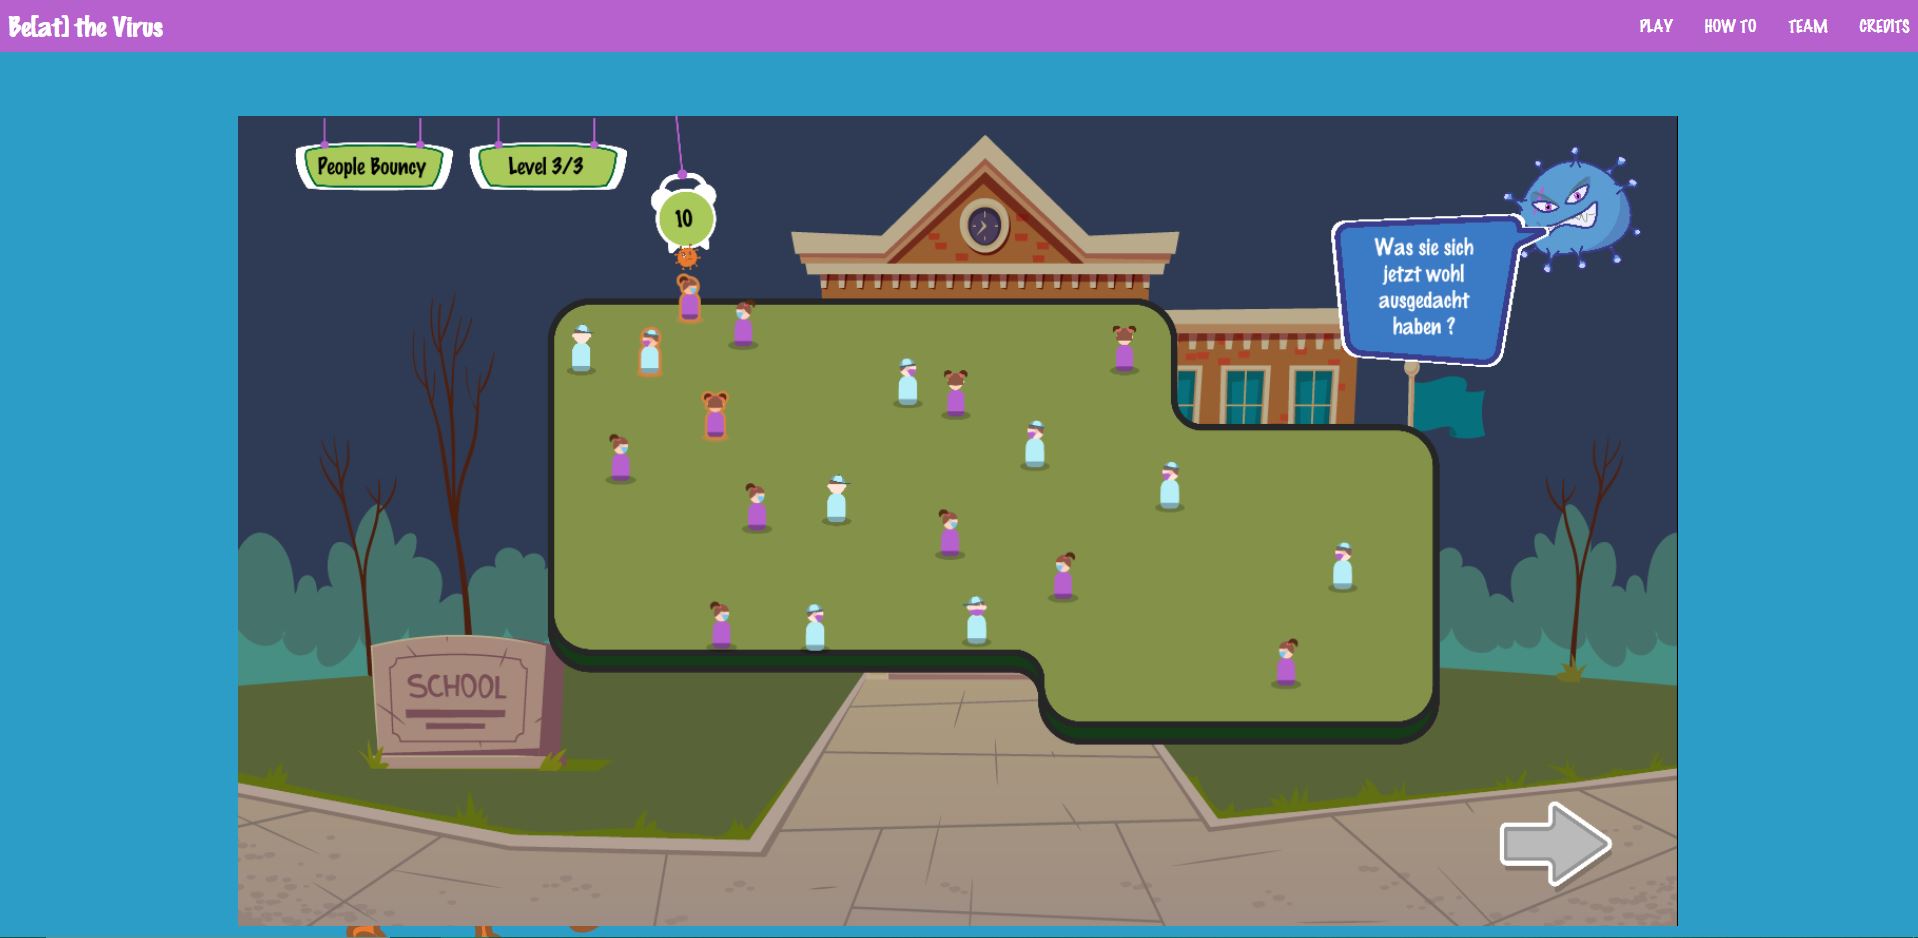 Be[at] the Virus
PLAY HOW TO TEAM CREDITS
People Bouncy
Level 3/3
10
Was sie sich
jetzt wohl
ausgedacht
haben ?
SCHOOL